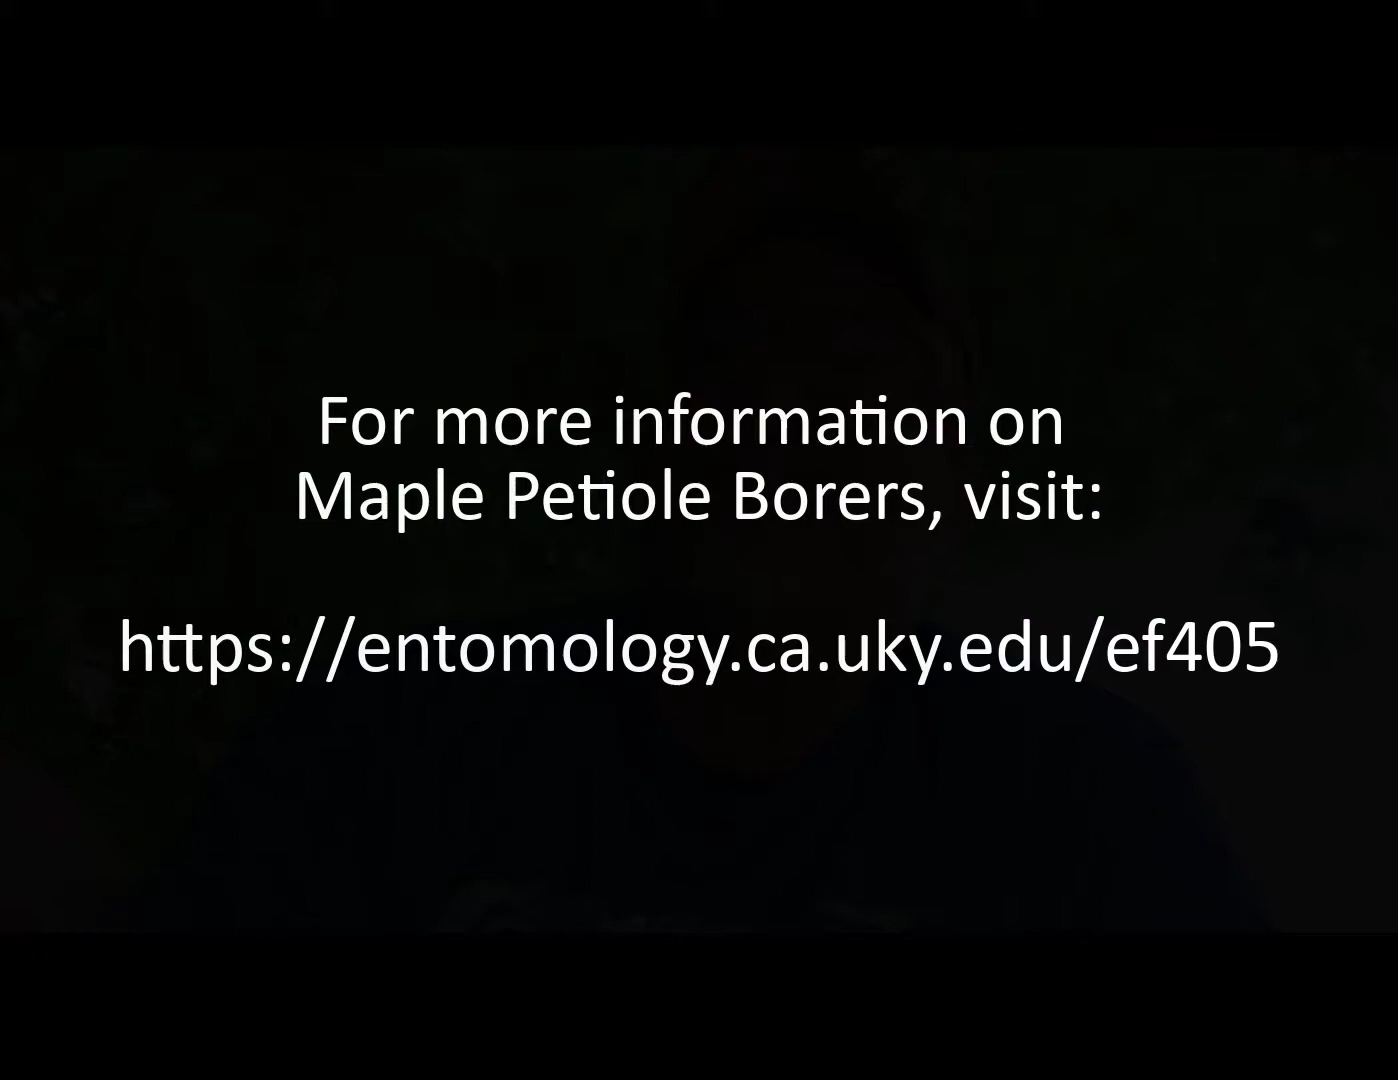 For more information on
Maple Petiole Borers, visit:
https://entomology.ca.uky.edu/ef405